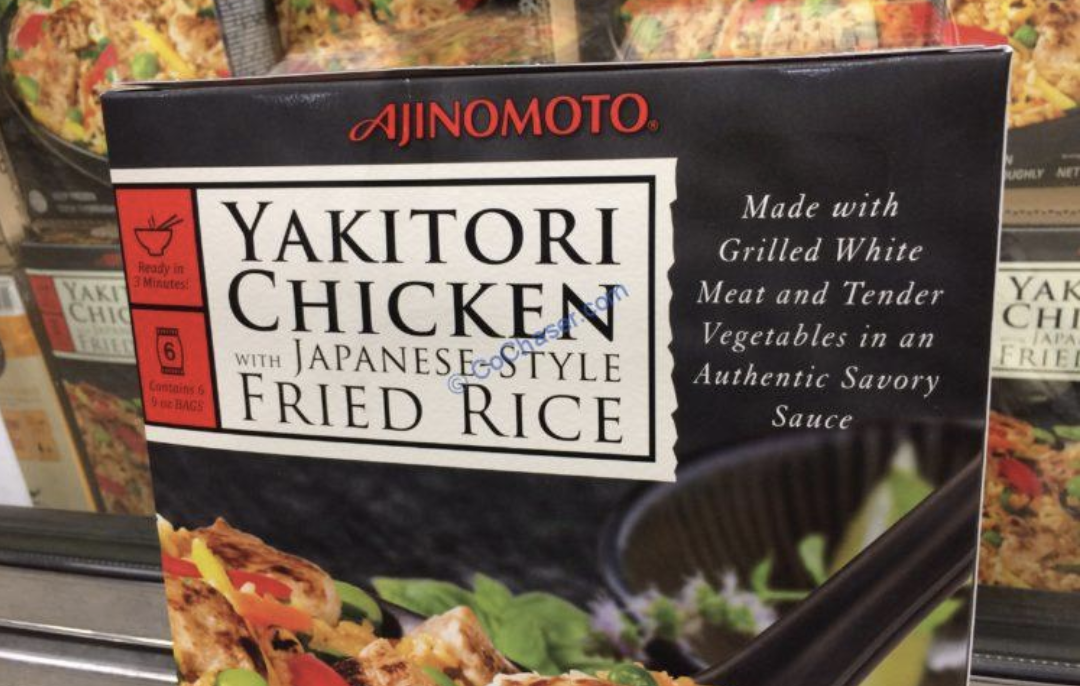 AJINOMOTO®
YAKITORI
CHICKEN
WITH JAPANESE-STYLE
FRIED RICE
Ready in
3 Minutes!
6
Contains 6
9 oz BAGS
Made with
Grilled White
Meat and Tender
Vegetables in an
Authentic Savory
Sauce
© CoChaser.com
YAKI
CHIC
FRIED
YAK
CHI
JAPA
FRIE